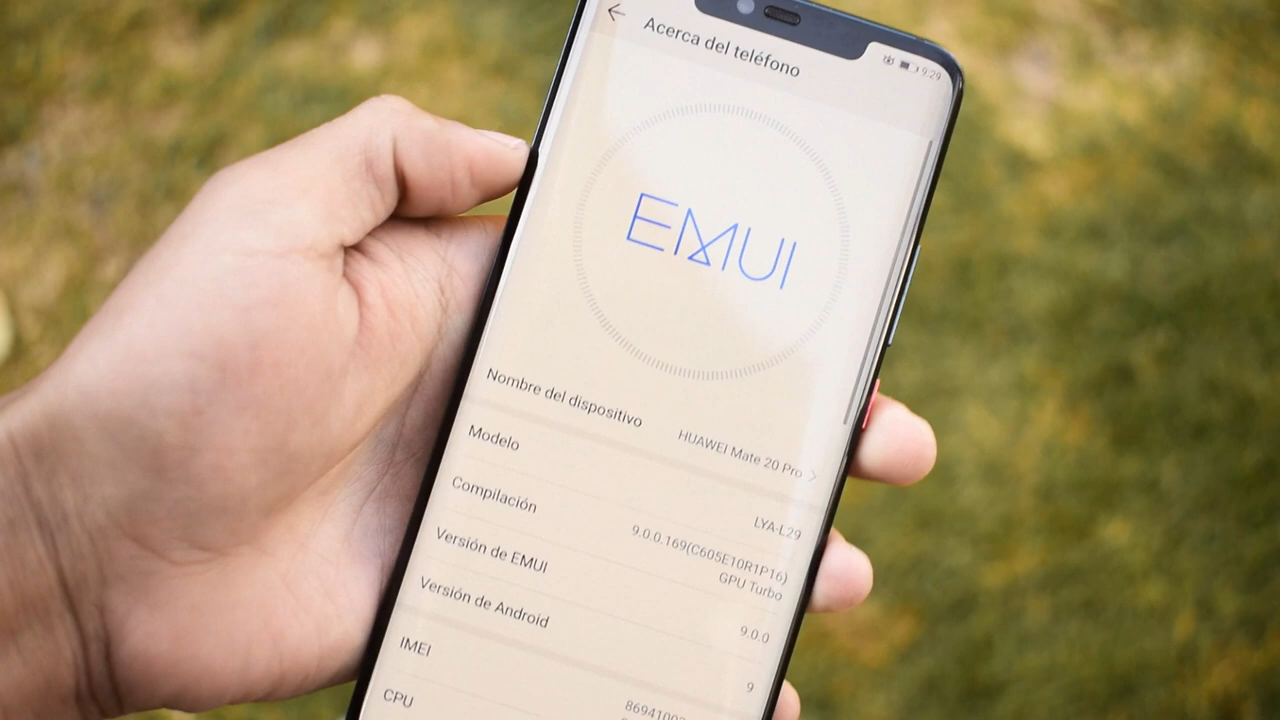 Acerca del teléfono
9:29
EMUI
Nombre del dispositivo
HUAWEI Mate 20 Pro
Modelo
LYA-L29
Compilación
9.0.0.169(C605E10R1P16)
GPU Turbo
Versión de EMUI
9.0.0
Versión de Android
9
IMEI
CPU